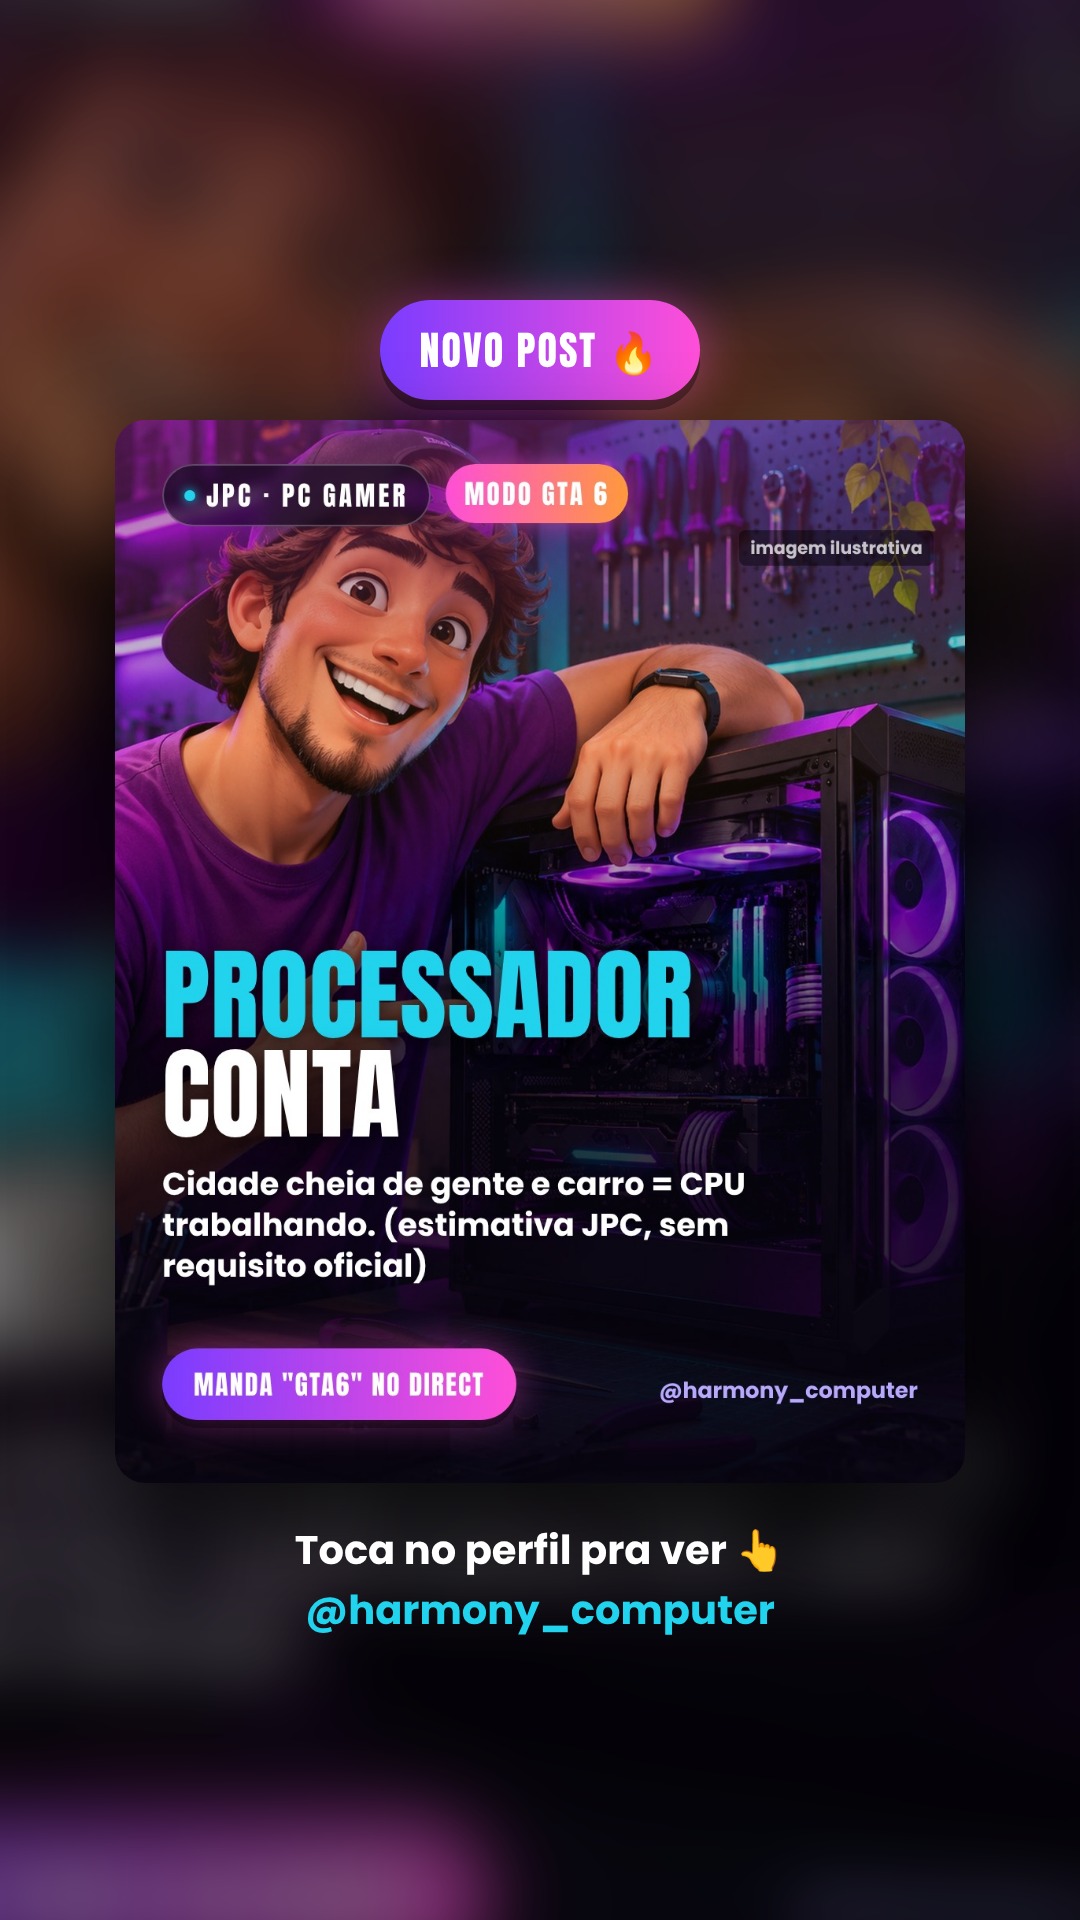 NOVO POST 🔥
JPC · PC GAMER
MODO GTA 6
imagem ilustrativa
PROCESSADOR
CONTA
Cidade cheia de gente e carro = CPU
trabalhando. (estimativa JPC, sem
requisito oficial)
MANDA "GTA6" NO DIRECT
@harmony_computer
Toca no perfil pra ver 👆
@harmony_computer